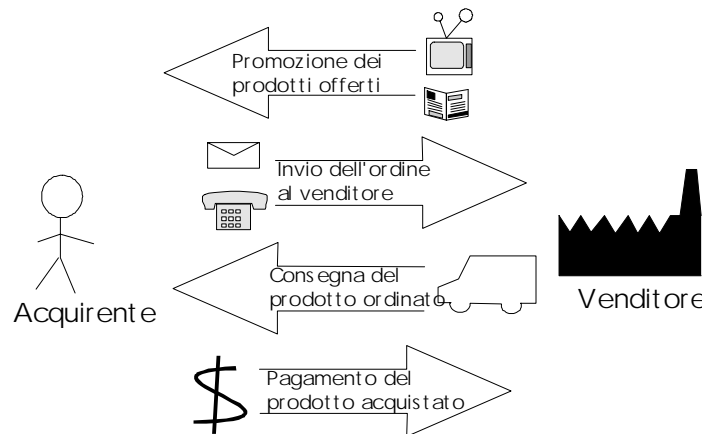 Promozione dei
prodotti offerti
Invio dell'ordine
al venditore
Consegna del
prodotto ordinato
Acquirente
Venditore
Pagamento del
prodotto acquistato